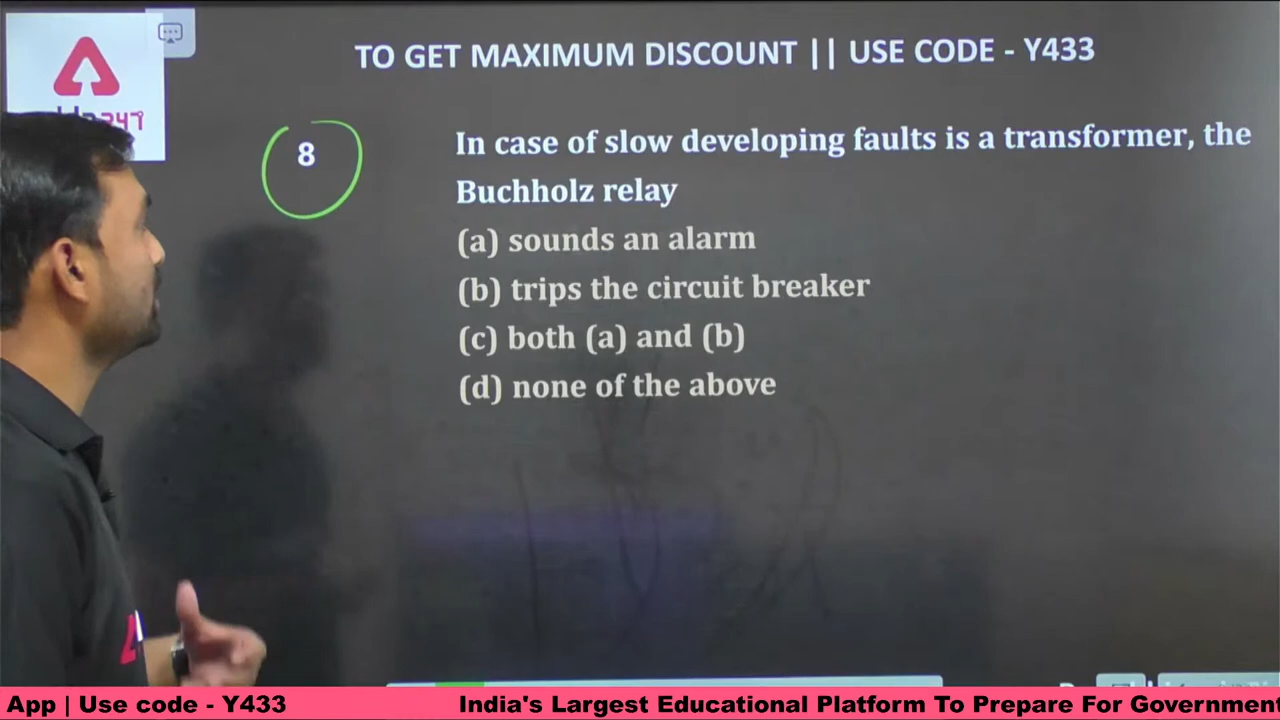 TO GET MAXIMUM DISCOUNT || USE CODE - Y433
8
In case of slow developing faults is a transformer, the
Buchholz relay
(a) sounds an alarm
(b) trips the circuit breaker
(c) both (a) and (b)
(d) none of the above
App | Use code - Y433 India's Largest Educational Platform To Prepare For Government